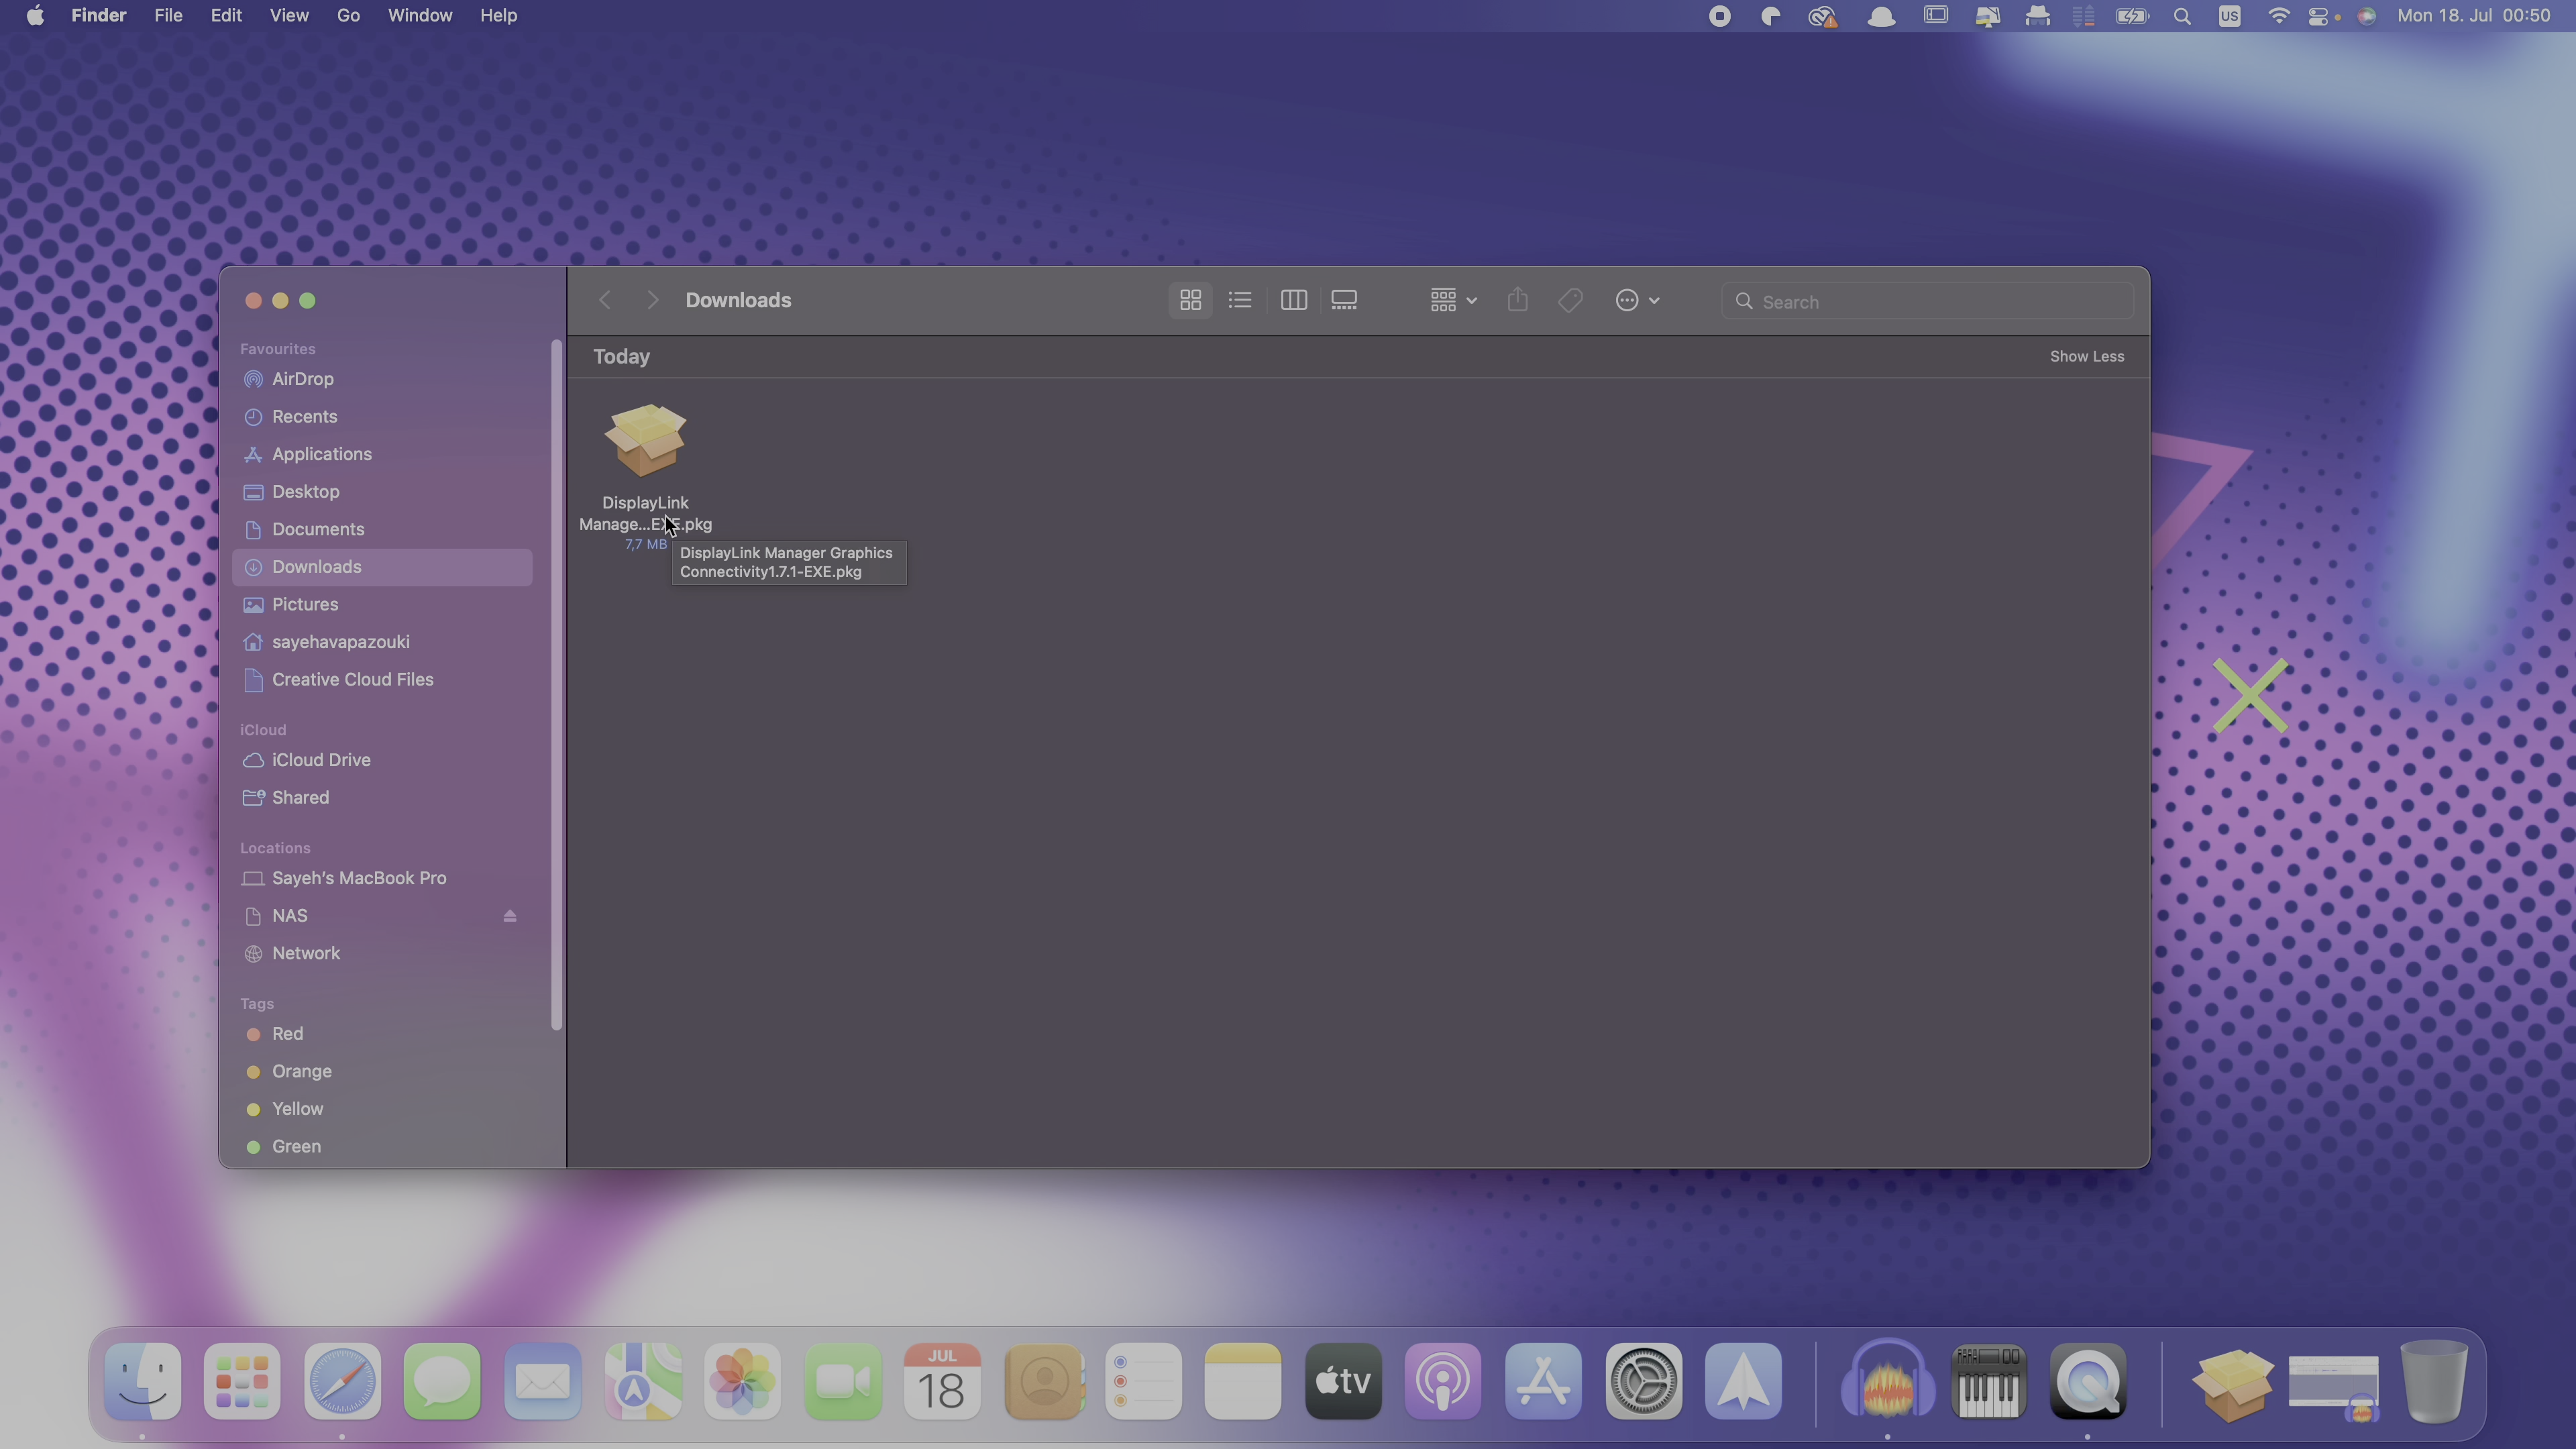 Finder File Edit View Go Window Help
US Mon 18. Jul 00:50
Downloads
Search
Favourites
AirDrop
Recents
Applications
Desktop
Documents
Downloads
Pictures
sayehavapazouki
Creative Cloud Files
iCloud
iCloud Drive
Shared
Locations
Sayeh's MacBook Pro
NAS
Network
Tags
Red
Orange
Yellow
Green
Today
Show Less
DisplayLink
Manage...EXE.pkg
7,7 MB
DisplayLink Manager Graphics
Connectivity1.7.1-EXE.pkg
JUL
18
tv